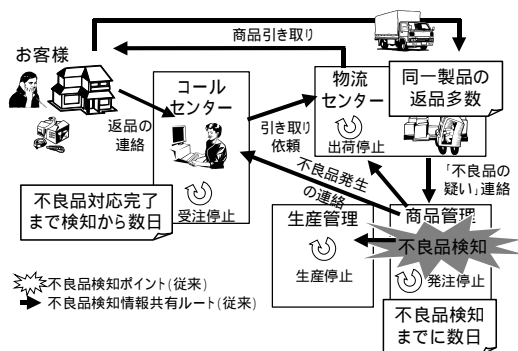 商品引き取り
お客様
コール
センター
物流
センター
同一製品の
返品多数
返品の
連絡
引き取り
依頼
出荷停止
不良品発生
の連絡
「不良品の
疑い」連絡
不良品対応完了
まで検知から数日
受注停止
生産管理
商品管理
不良品検知
生産停止
発注停止
不良品検知ポイント(従来)
不良品検知情報共有ルート(従来)
不良品検知
までに数日